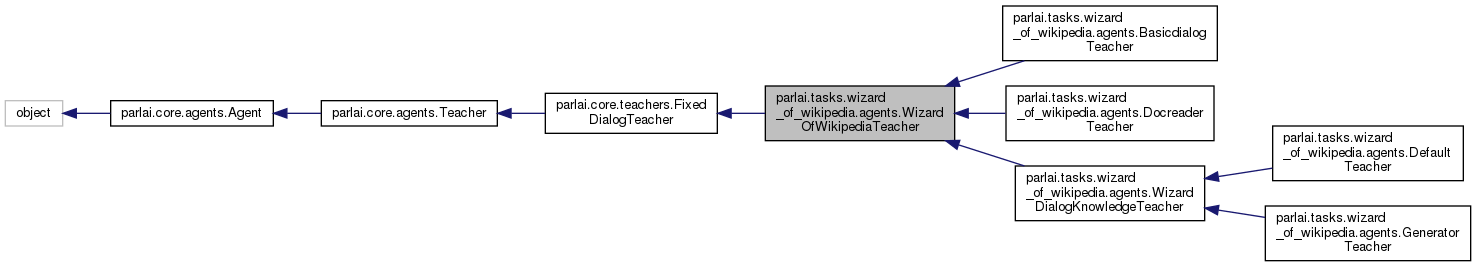 object
parlai.core.agents.Agent
parlai.core.agents.Teacher
parlai.core.teachers.Fixed
DialogTeacher
parlai.tasks.wizard
_of_wikipedia.agents.Wizard
OfWikipediaTeacher
parlai.tasks.wizard
_of_wikipedia.agents.Basicdialog
Teacher
parlai.tasks.wizard
_of_wikipedia.agents.Docreader
Teacher
parlai.tasks.wizard
_of_wikipedia.agents.Wizard
DialogKnowledgeTeacher
parlai.tasks.wizard
_of_wikipedia.agents.Default
Teacher
parlai.tasks.wizard
_of_wikipedia.agents.Generator
Teacher